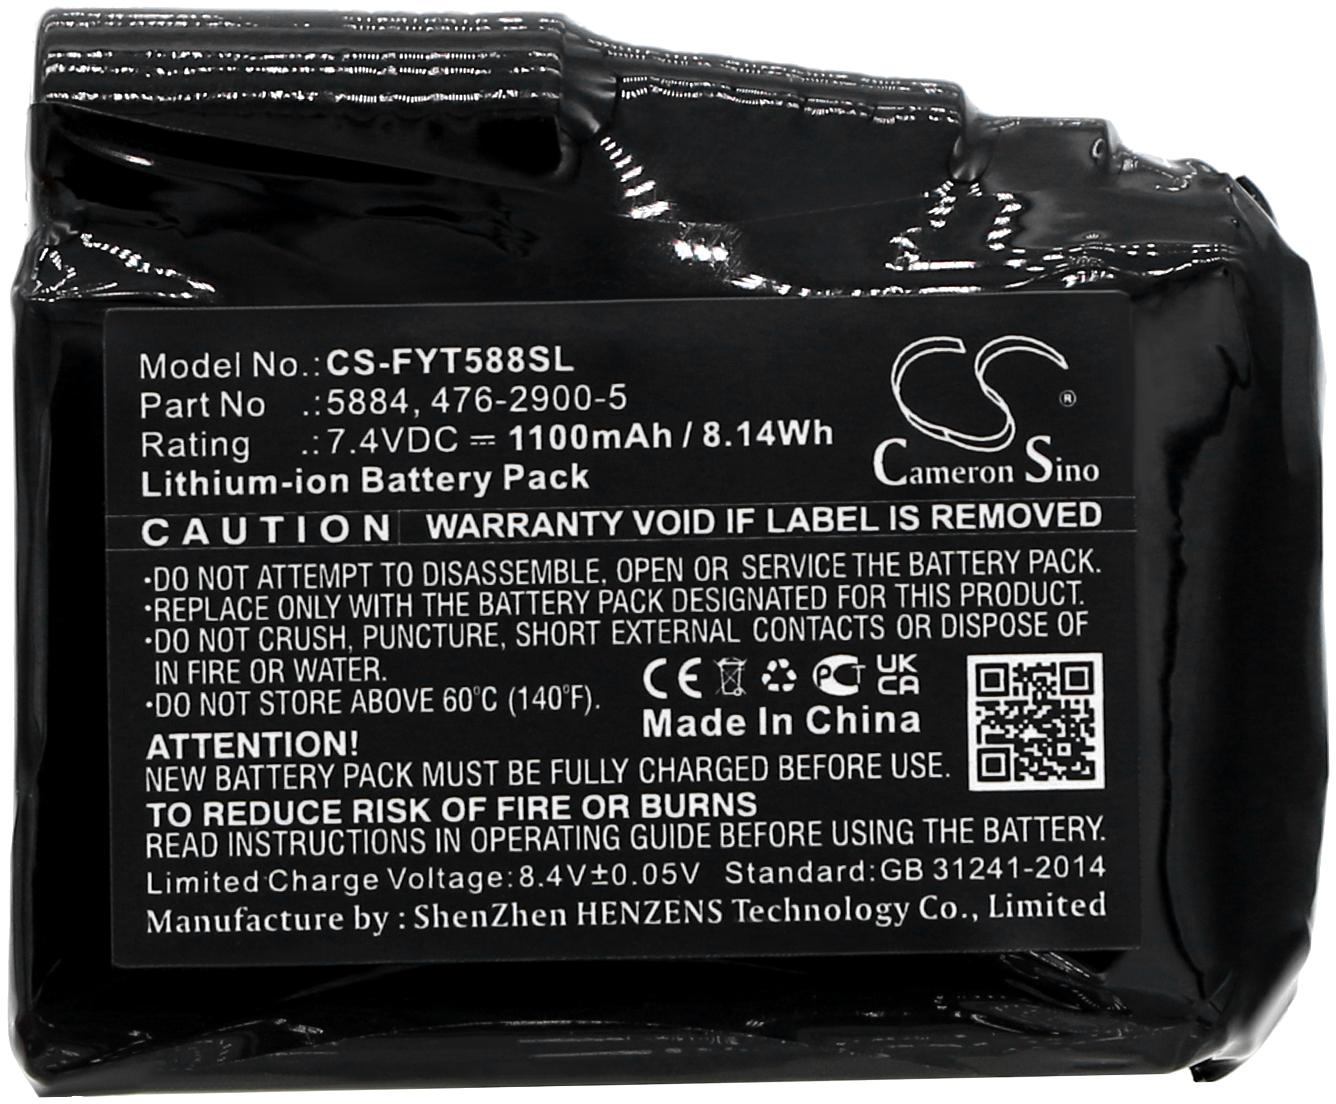 Model No.: CS-FYT588SL
Part No .: 5884, 476-2900-5
Rating .: 7.4VDC ⎓ 1100mAh / 8.14Wh
Lithium-ion Battery Pack
CS ®
Cameron Sino
CAUTION WARRANTY VOID IF LABEL IS REMOVED
·DO NOT ATTEMPT TO DISASSEMBLE, OPEN OR SERVICE THE BATTERY PACK.
·REPLACE ONLY WITH THE BATTERY PACK DESIGNATED FOR THIS PRODUCT.
·DO NOT CRUSH, PUNCTURE, SHORT EXTERNAL CONTACTS OR DISPOSE OF
IN FIRE OR WATER.
·DO NOT STORE ABOVE 60°C (140°F).
CE PCT UK CA
Made In China
ATTENTION!
NEW BATTERY PACK MUST BE FULLY CHARGED BEFORE USE.
TO REDUCE RISK OF FIRE OR BURNS
READ INSTRUCTIONS IN OPERATING GUIDE BEFORE USING THE BATTERY.
Limited Charge Voltage: 8.4V±0.05V Standard: GB 31241-2014
Manufacture by : ShenZhen HENZENS Technology Co., Limited